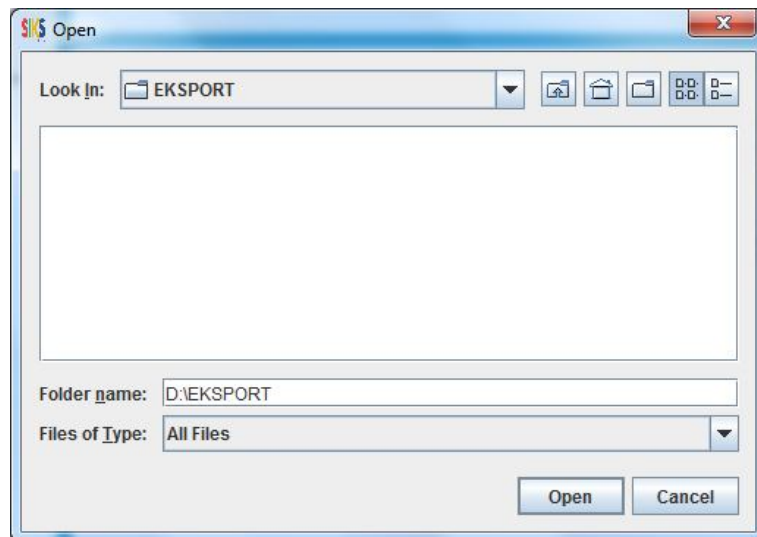 SIKS Open
Look In: EKSPORT
Folder name: D:\EKSPORT
Files of Type: All Files
Open Cancel